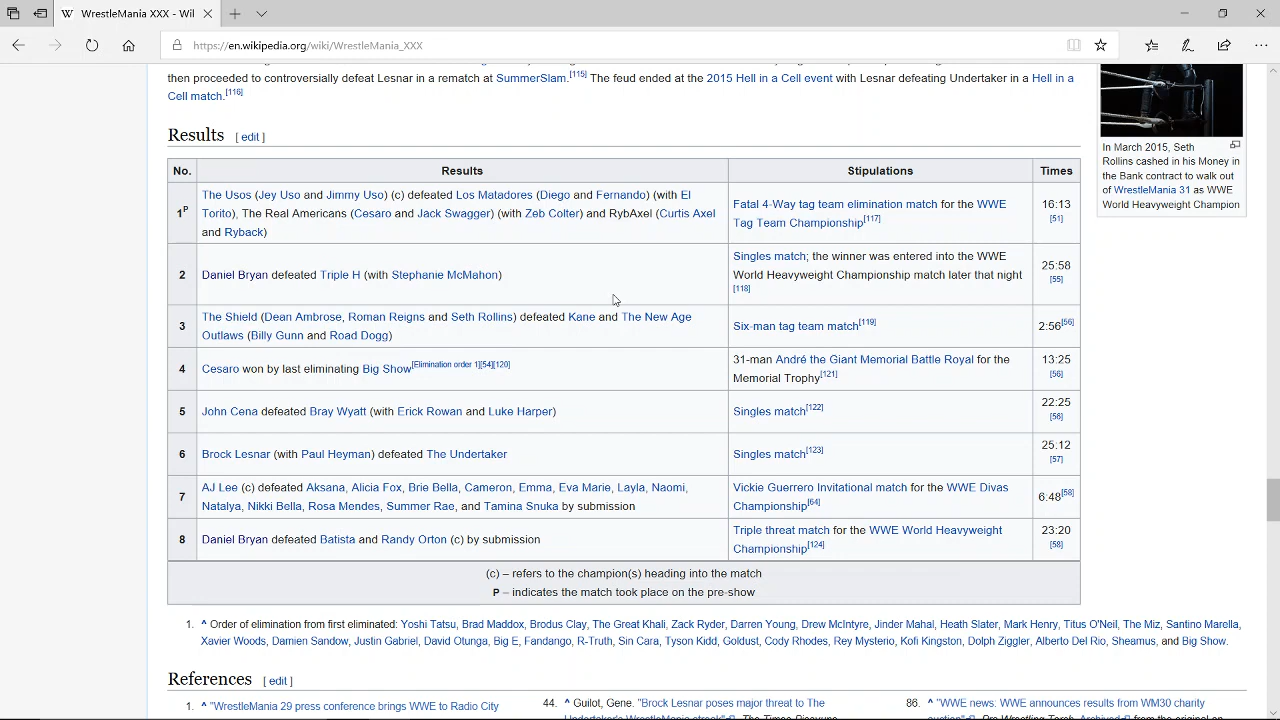 WrestleMania XXX - Wil
https://en.wikipedia.org/wiki/WrestleMania_XXX
then proceeded to controversially defeat Lesnar in a rematch at SummerSlam.[115] The feud ended at the 2015 Hell in a Cell event with Lesnar defeating Undertaker in a Hell in a
Cell match.[116]
In March 2015, Seth
Rollins cashed in his Money in
the Bank contract to walk out
of WrestleMania 31 as WWE
World Heavyweight Champion
Results [ edit ]
No. Results Stipulations Times
1P The Usos (Jey Uso and Jimmy Uso) (c) defeated Los Matadores (Diego and Fernando) (with El
Torito), The Real Americans (Cesaro and Jack Swagger) (with Zeb Colter) and RybAxel (Curtis Axel
and Ryback)
Fatal 4-Way tag team elimination match for the WWE
Tag Team Championship[117]
16:13
[51]
2 Daniel Bryan defeated Triple H (with Stephanie McMahon)
Singles match; the winner was entered into the WWE
World Heavyweight Championship match later that night
[118]
25:58
[55]
3 The Shield (Dean Ambrose, Roman Reigns and Seth Rollins) defeated Kane and The New Age
Outlaws (Billy Gunn and Road Dogg)
Six-man tag team match[119]
2:56[56]
4 Cesaro won by last eliminating Big Show[Elimination order 1][54][120]
31-man André the Giant Memorial Battle Royal for the
Memorial Trophy[121]
13:25
[56]
5 John Cena defeated Bray Wyatt (with Erick Rowan and Luke Harper)
Singles match[122]
22:25
[56]
6 Brock Lesnar (with Paul Heyman) defeated The Undertaker
Singles match[123]
25:12
[57]
7 AJ Lee (c) defeated Aksana, Alicia Fox, Brie Bella, Cameron, Emma, Eva Marie, Layla, Naomi,
Natalya, Nikki Bella, Rosa Mendes, Summer Rae, and Tamina Snuka by submission
Vickie Guerrero Invitational match for the WWE Divas
Championship[64]
6:48[58]
8 Daniel Bryan defeated Batista and Randy Orton (c) by submission
Triple threat match for the WWE World Heavyweight
Championship[124]
23:20
[58]
(c) – refers to the champion(s) heading into the match
P – indicates the match took place on the pre-show
1. ^ Order of elimination from first eliminated: Yoshi Tatsu, Brad Maddox, Brodus Clay, The Great Khali, Zack Ryder, Darren Young, Drew McIntyre, Jinder Mahal, Heath Slater, Mark Henry, Titus O'Neil, The Miz, Santino Marella,
Xavier Woods, Damien Sandow, Justin Gabriel, David Otunga, Big E, Fandango, R-Truth, Sin Cara, Tyson Kidd, Goldust, Cody Rhodes, Rey Mysterio, Kofi Kingston, Dolph Ziggler, Alberto Del Rio, Sheamus, and Big Show.
References [ edit ]
1. ^ "WrestleMania 29 press conference brings WWE to Radio City
44. ^ Guilot, Gene. "Brock Lesnar poses major threat to The
86. ^ "WWE news: WWE announces results from WM30 charity